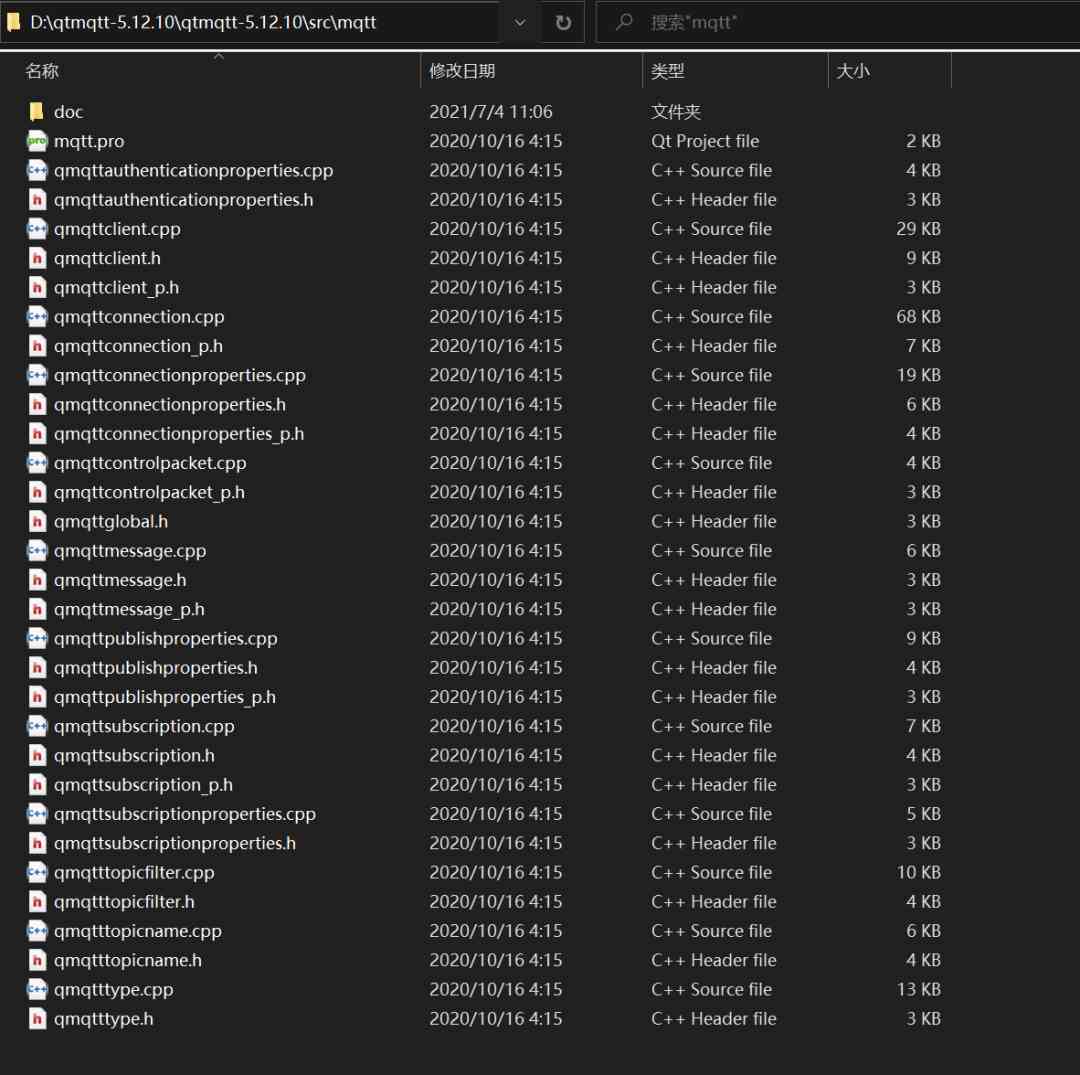 D:\qtmqtt-5.12.10\qtmqtt-5.12.10\src\mqtt 搜索"mqtt"
名称 修改日期 类型 大小
doc 2021/7/4 11:06 文件夹
mqtt.pro 2020/10/16 4:15 Qt Project file 2 KB
qmqttauthenticationproperties.cpp 2020/10/16 4:15 C++ Source file 4 KB
qmqttauthenticationproperties.h 2020/10/16 4:15 C++ Header file 3 KB
qmqttclient.cpp 2020/10/16 4:15 C++ Source file 29 KB
qmqttclient.h 2020/10/16 4:15 C++ Header file 9 KB
qmqttclient_p.h 2020/10/16 4:15 C++ Header file 3 KB
qmqttconnection.cpp 2020/10/16 4:15 C++ Source file 68 KB
qmqttconnection_p.h 2020/10/16 4:15 C++ Header file 7 KB
qmqttconnectionproperties.cpp 2020/10/16 4:15 C++ Source file 19 KB
qmqttconnectionproperties.h 2020/10/16 4:15 C++ Header file 6 KB
qmqttconnectionproperties_p.h 2020/10/16 4:15 C++ Header file 4 KB
qmqttcontrolpacket.cpp 2020/10/16 4:15 C++ Source file 4 KB
qmqttcontrolpacket_p.h 2020/10/16 4:15 C++ Header file 3 KB
qmqttglobal.h 2020/10/16 4:15 C++ Header file 3 KB
qmqttmessage.cpp 2020/10/16 4:15 C++ Source file 6 KB
qmqttmessage.h 2020/10/16 4:15 C++ Header file 3 KB
qmqttmessage_p.h 2020/10/16 4:15 C++ Header file 3 KB
qmqttpublishproperties.cpp 2020/10/16 4:15 C++ Source file 9 KB
qmqttpublishproperties.h 2020/10/16 4:15 C++ Header file 4 KB
qmqttpublishproperties_p.h 2020/10/16 4:15 C++ Header file 3 KB
qmqttsubscription.cpp 2020/10/16 4:15 C++ Source file 7 KB
qmqttsubscription.h 2020/10/16 4:15 C++ Header file 4 KB
qmqttsubscription_p.h 2020/10/16 4:15 C++ Header file 3 KB
qmqttsubscriptionproperties.cpp 2020/10/16 4:15 C++ Source file 5 KB
qmqttsubscriptionproperties.h 2020/10/16 4:15 C++ Header file 3 KB
qmqtttopicfilter.cpp 2020/10/16 4:15 C++ Source file 10 KB
qmqtttopicfilter.h 2020/10/16 4:15 C++ Header file 4 KB
qmqtttopicname.cpp 2020/10/16 4:15 C++ Source file 6 KB
qmqtttopicname.h 2020/10/16 4:15 C++ Header file 4 KB
qmqtttype.cpp 2020/10/16 4:15 C++ Source file 13 KB
qmqtttype.h 2020/10/16 4:15 C++ Header file 3 KB